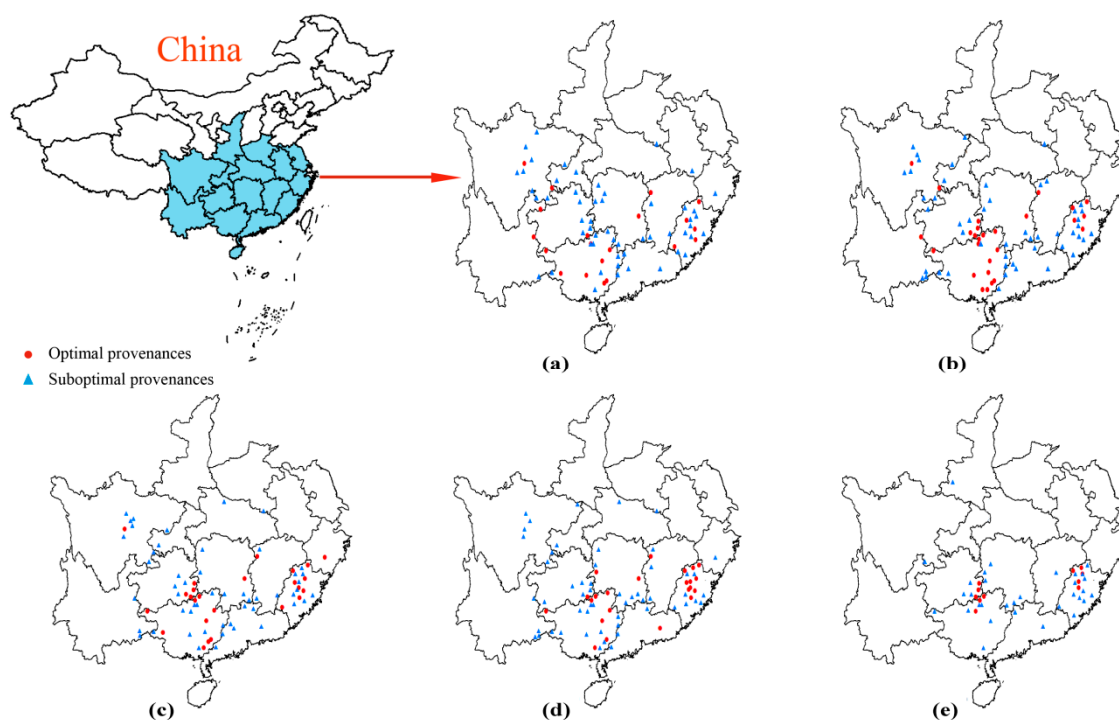 China
Optimal provenances
Suboptimal provenances
(a)
(b)
(c)
(d)
(e)